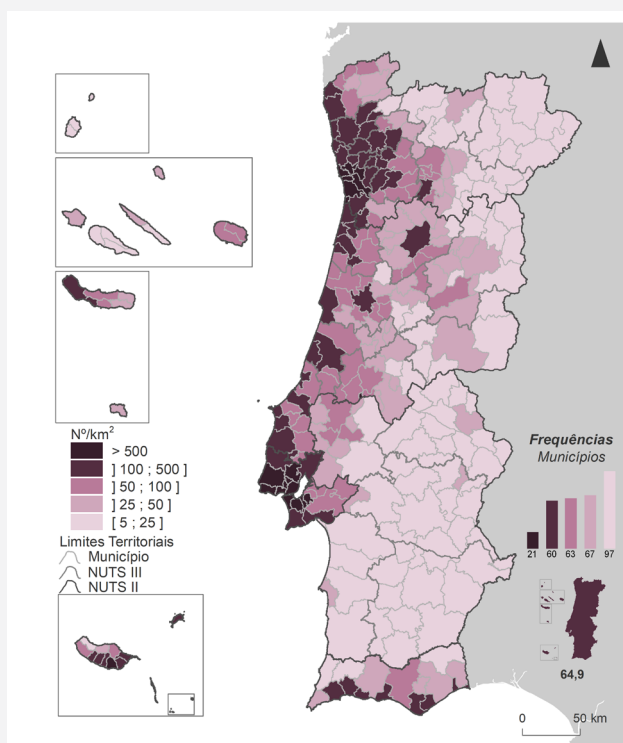 Nº/km²
> 500
] 100 ; 500 ]
] 50 ; 100 ]
] 25 ; 50 ]
[ 5 ; 25 ]
Limites Territoriais
Município
NUTS III
NUTS II
Frequências
Municípios
21 60 63 67 97
64,9
0 50 km